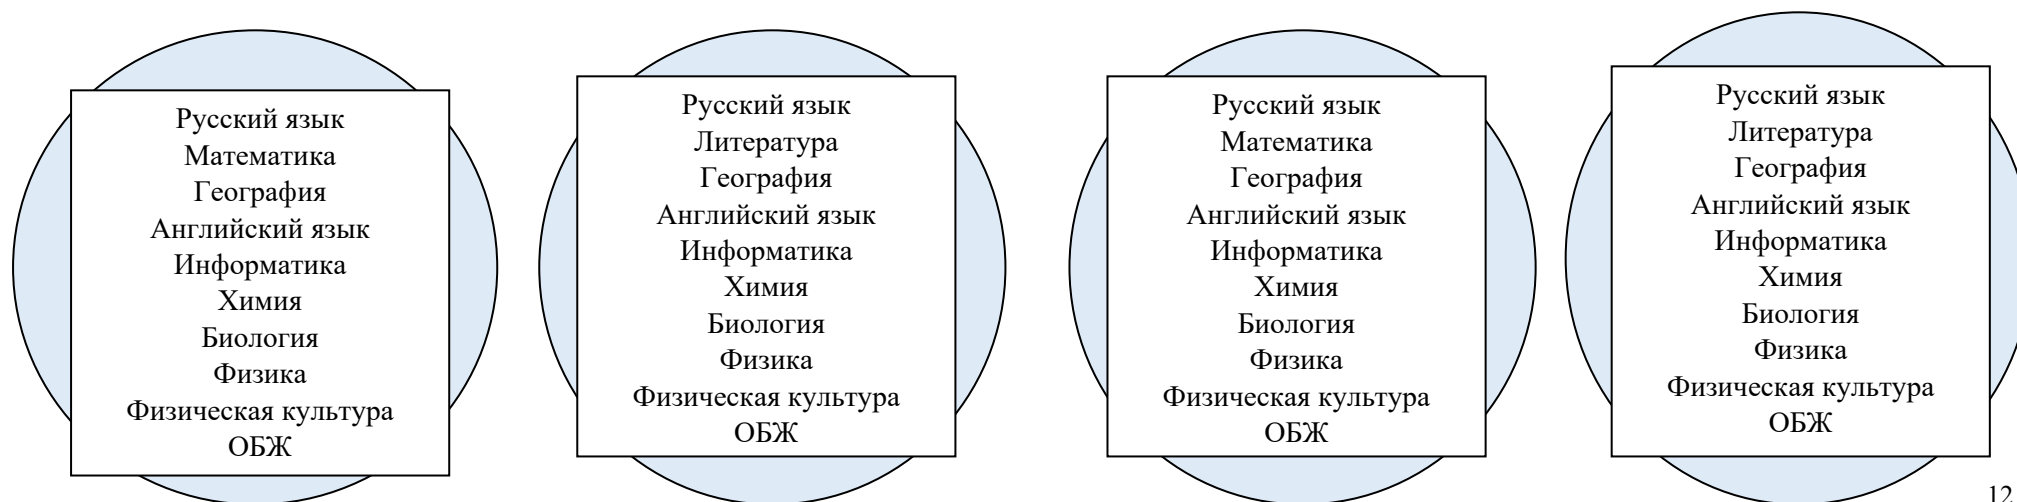 Русский язык
Математика
География
Английский язык
Информатика
Химия
Биология
Физика
Физическая культура
ОБЖ
Русский язык
Литература
География
Английский язык
Информатика
Химия
Биология
Физика
Физическая культура
ОБЖ
Русский язык
Математика
География
Английский язык
Информатика
Химия
Биология
Физика
Физическая культура
ОБЖ
Русский язык
Литература
География
Английский язык
Информатика
Химия
Биология
Физика
Физическая культура
ОБЖ
12